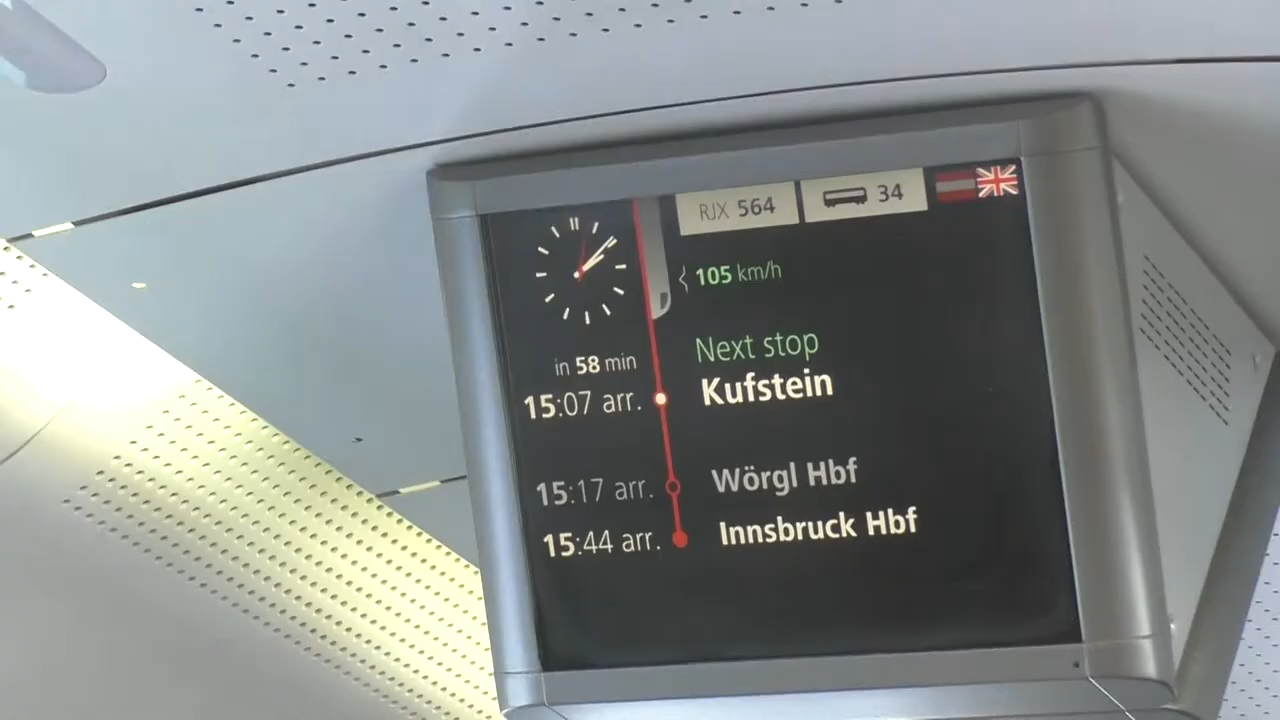 RJX 564
34
105 km/h
in 58 min
Next stop
15:07 arr.
Kufstein
15:17 arr.
Wörgl Hbf
15:44 arr.
Innsbruck Hbf